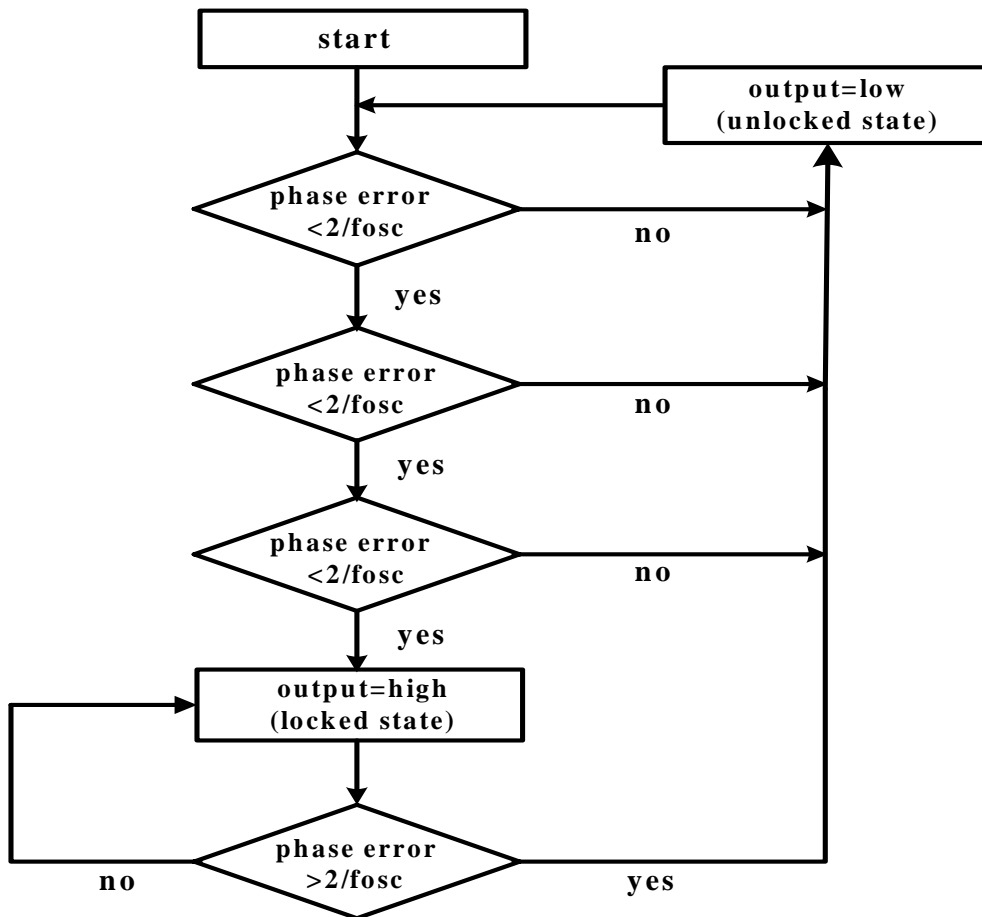 start
output=low
(unlocked state)
phase error
<2/fosc
no
yes
phase error
<2/fosc
no
yes
phase error
<2/fosc
no
yes
output=high
(locked state)
phase error
>2/fosc
no
yes